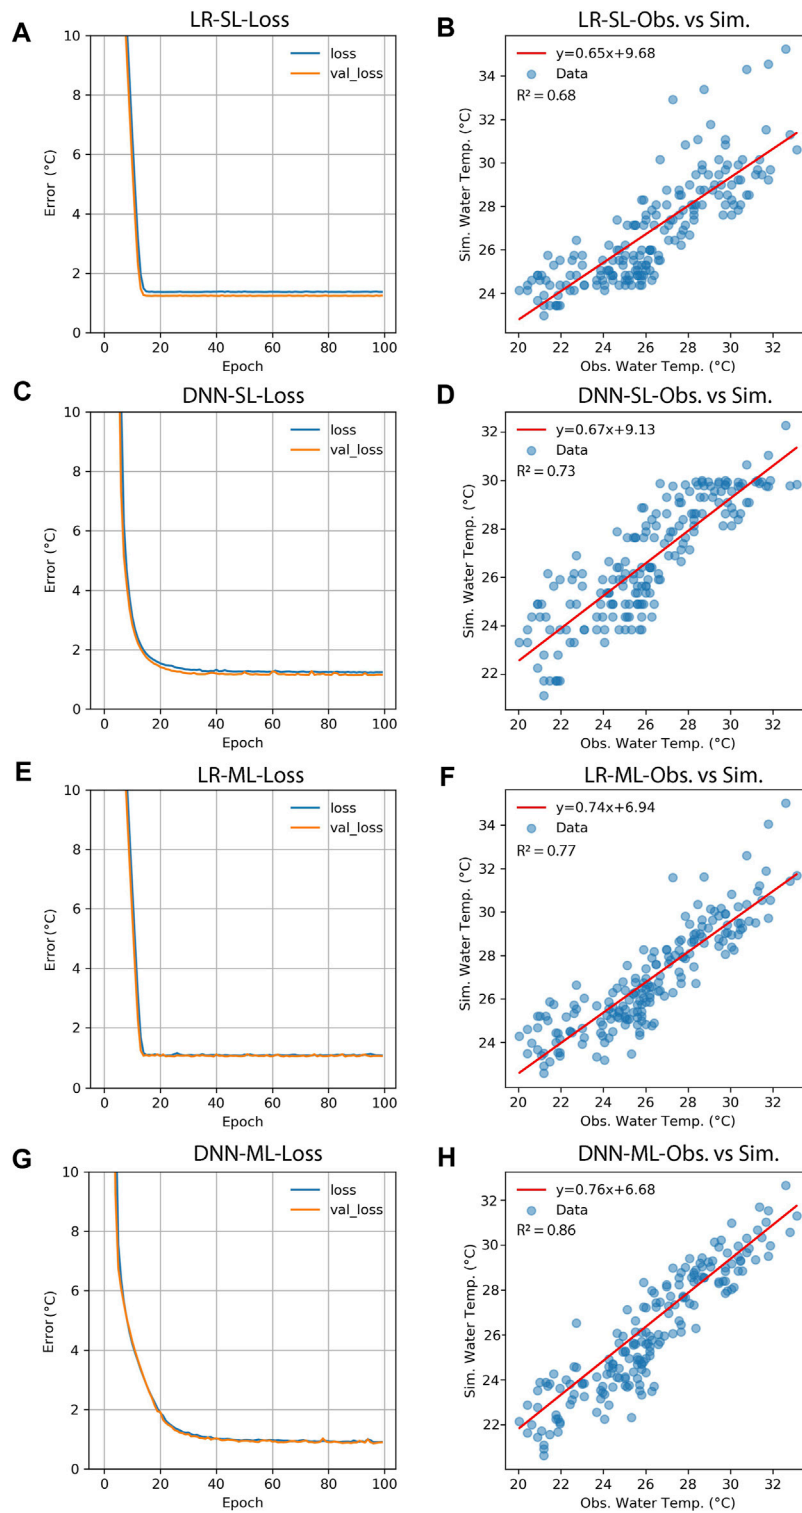 A
LR-SL-Loss
10
8
6
4
2
0
Error (°C)
loss
val_loss
0 20 40 60 80 100
Epoch
B
LR-SL-Obs. vs Sim.
34
32
30
28
26
24
Sim. Water Temp. (°C)
y=0.65x+9.68
Data
R² = 0.68
20 22 24 26 28 30 32
Obs. Water Temp. (°C)
C
DNN-SL-Loss
10
8
6
4
2
0
Error (°C)
loss
val_loss
0 20 40 60 80 100
Epoch
D
DNN-SL-Obs. vs Sim.
32
30
28
26
24
22
Sim. Water Temp. (°C)
y=0.67x+9.13
Data
R² = 0.73
20 22 24 26 28 30 32
Obs. Water Temp. (°C)
E
LR-ML-Loss
10
8
6
4
2
0
Error(°C)
loss
val_loss
0 20 40 60 80 100
Epoch
F
LR-ML-Obs. vs Sim.
34
32
30
28
26
24
Sim. Water Temp. (°C)
y=0.74x+6.94
Data
R² = 0.77
20 22 24 26 28 30 32
Obs. Water Temp. (°C)
G
DNN-ML-Loss
10
8
6
4
2
0
Error(°C)
loss
val_loss
0 20 40 60 80 100
Epoch
H
DNN-ML-Obs. vs Sim.
32
30
28
26
24
22
Sim. Water Temp. (°C)
y=0.76x+6.68
Data
R² = 0.86
20 22 24 26 28 30 32
Obs. Water Temp. (°C)